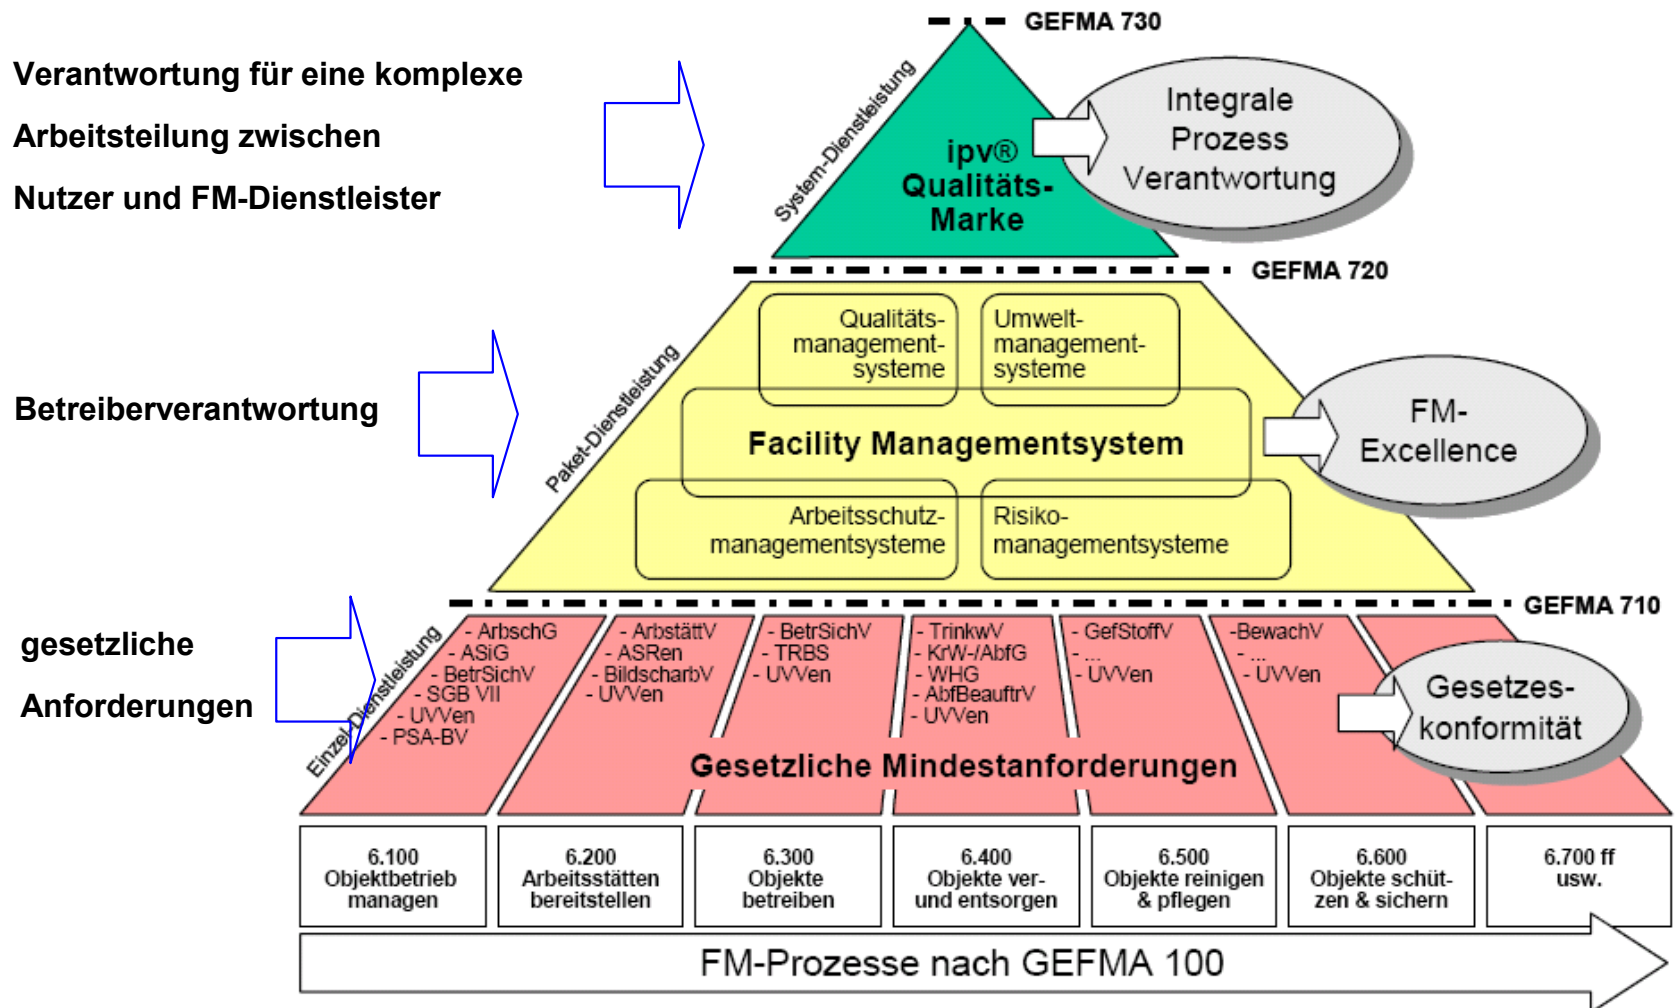 GEFMA 730
Verantwortung für eine komplexe
Arbeitsteilung zwischen
Nutzer und FM-Dienstleister
System-Dienstleistung
ipv®
Qualitäts-
Marke
Integrale
Prozess
Verantwortung
GEFMA 720
Betreiberverantwortung
Paket-Dienstleistung
Qualitäts-
management-
systeme
Umwelt-
management-
systeme
Facility Managementsystem
Arbeitsschutz-
managementsysteme
Risiko-
managementsysteme
FM-
Excellence
GEFMA 710
gesetzliche
Anforderungen
Einzel-Dienstleistung
- ArbschG
- ASiG
- BetrSichV
- SGB VII
- UVVen
- PSA-BV
- ArbstättV
- ASRen
- BildscharbV
- UVVen
- BetrSichV
- TRBS
- UVVen
- TrinkwV
- KrW-/AbfG
- WHG
- AbfBeauftrV
- UVVen
- GefStoffV
- ...
- UVVen
-BewachV
- ...
- UVVen
Gesetzes-
konformität
Gesetzliche Mindestanforderungen
6.100
Objektbetrieb
managen
6.200
Arbeitsstätten
bereitstellen
6.300
Objekte
betreiben
6.400
Objekte ver-
und entsorgen
6.500
Objekte reinigen
& pflegen
6.600
Objekte schüt-
zen & sichern
6.700 ff
usw.
FM-Prozesse nach GEFMA 100